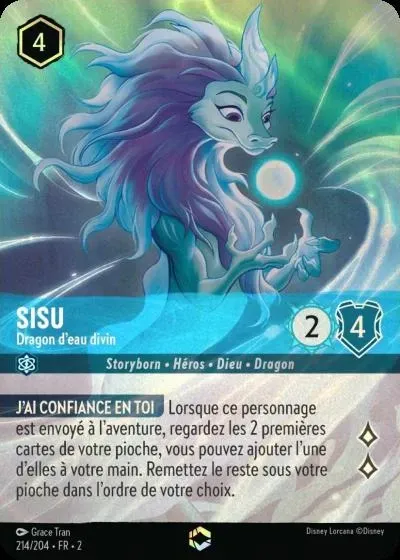 4
SISU
Dragon d'eau divin
2
4
Storyborn • Héros • Dieu • Dragon
J'AI CONFIANCE EN TOI Lorsque ce personnage
est envoyé à l'aventure, regardez les 2 premières
cartes de votre pioche, vous pouvez ajouter l'une
d'elles à votre main. Remettez le reste sous votre
pioche dans l'ordre de votre choix.
Grace Tran
Disney Lorcana ©Disney
214/204 • FR • 2